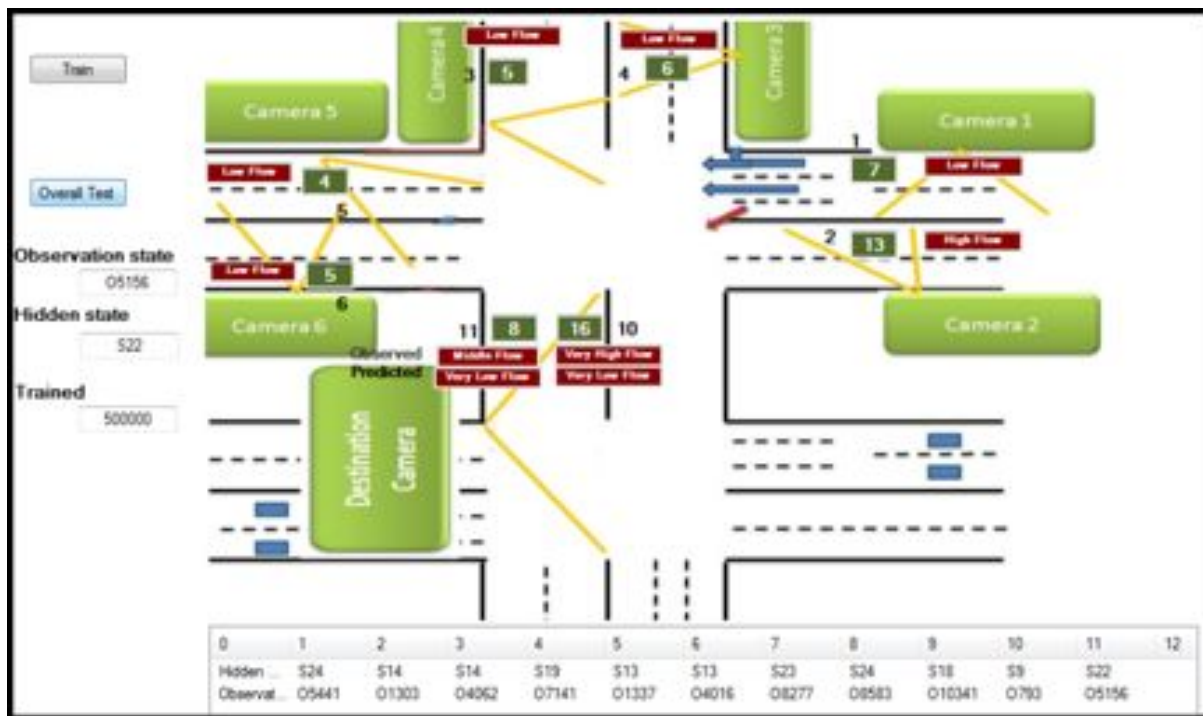 Low Flow
Low Flow
Train
3
5
4
6
Camera 4
Camera 3
Camera 5
Camera 1
1
Low Flow
7
Low Flow
4
Overall Test
5
2
13
High Flow
Observation state
Low Flow
5
O5156
6
Hidden state
Camera 6
11
8
16
10
Camera 2
S22
Observed
Middle Flow
Very High Flow
Predicted
Very Low Flow
Very Low Flow
Trained
500000
Destination
Camera
0 1 2 3 4 5 6 7 8 9 10 11 12
Hidden ... S24 S14 S14 S19 S13 S13 S23 S24 S18 S9 S22
Observat... O5441 O1303 O4062 O7141 O1337 O4016 O8277 O8583 O10341 O793 O5156